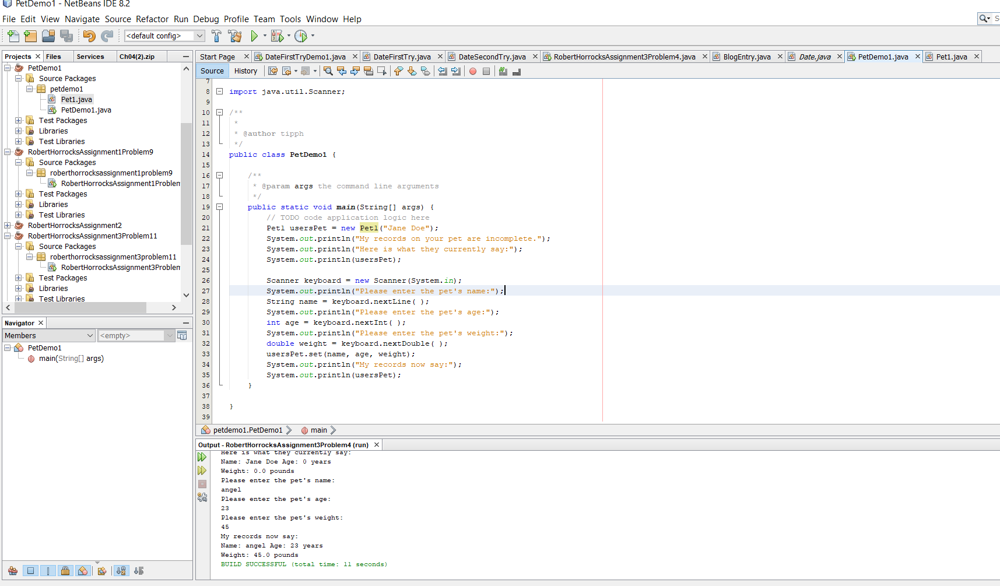 PetDemo1 - NetBeans IDE 8.2
File Edit View Navigate Source Refactor Run Debug Profile Team Tools Window Help
S
<default config>
Projects Files Services Ch04(2).zip
Start Page DateFirstTryDemo1.java DateFirstTry.java DateSecondTry.java RobertHorrocksAssignment3Problem4.java BlogEntry.java Date.java PetDemo1.java Pet1.java
Source History
PetDemo1
Source Packages
petdemo1
Pet1.java
PetDemo1.java
Test Packages
Libraries
Test Libraries
RobertHorrocksAssignment1Problem9
Source Packages
roberthorrocksassignment1problem9
RobertHorrocksAssignment1Problem
Test Packages
Libraries
Test Libraries
RobertHorrocksAssignment2
RobertHorrocksAssignment3Problem11
Source Packages
roberthorrocksassignment3problem11
RobertHorrocksAssignment3Problem
Test Packages
Libraries
Test Libraries
Navigator
Members <empty>
PetDemo1
main(String[] args)
7
8 import java.util.Scanner;
9
10 /**
11 *
12 * @author tipph
13 */
14 public class PetDemo1 {
15
16 /**
17 * @param args the command line arguments
18 */
19 public static void main(String[] args) {
20 // TODO code application logic here
21 Pet1 usersPet = new Pet1("Jane Doe");
22 System.out.println("My records on your pet are incomplete.");
23 System.out.println("Here is what they currently say:");
24 System.out.println(usersPet);
25
26 Scanner keyboard = new Scanner(System.in);
27 System.out.println("Please enter the pet's name:");
28 String name = keyboard.nextLine( );
29 System.out.println("Please enter the pet's age:");
30 int age = keyboard.nextInt( );
31 System.out.println("Please enter the pet's weight:");
32 double weight = keyboard.nextDouble( );
33 usersPet.set(name, age, weight);
34 System.out.println("My records now say:");
35 System.out.println(usersPet);
36 }
37
38 }
39
petdemo1.PetDemo1 main
Output - RobertHorrocksAssignment3Problem4 (run)
Here is what they currently say:
Name: Jane Doe Age: 0 years
Weight: 0.0 pounds
Please enter the pet's name:
angel
Please enter the pet's age:
23
Please enter the pet's weight:
45
My records now say:
Name: angel Age: 23 years
Weight: 45.0 pounds
BUILD SUCCESSFUL (total time: 11 seconds)